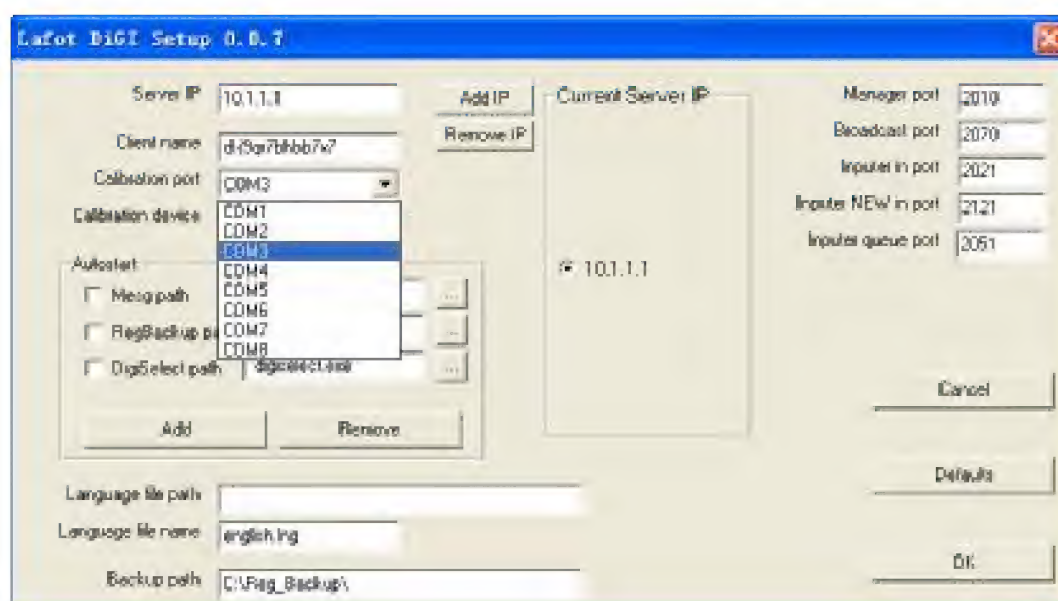 Lafot DiGI Setup 0.0.7
Server IP 10.1.1.1 Add IP
Remove IP
Client name
Calibration port COM3
Calibration device
COM1
COM2
COM3
COM4
COM5
COM6
COM7
COM8
Autostart
Mesg path ...
RegBackup ...
DigiSelect path digiselect.exe ...
Add Remove
Language file path
Language file name english.lng
Backup path C:\Reg_Backup\
Current Server IP
10.1.1.1
Manager port 2010
Broadcast port 2070
Inputer in port 2021
Inputer NEW in port 2121
Inputer queue port 2051
Cancel
Defaults
OK